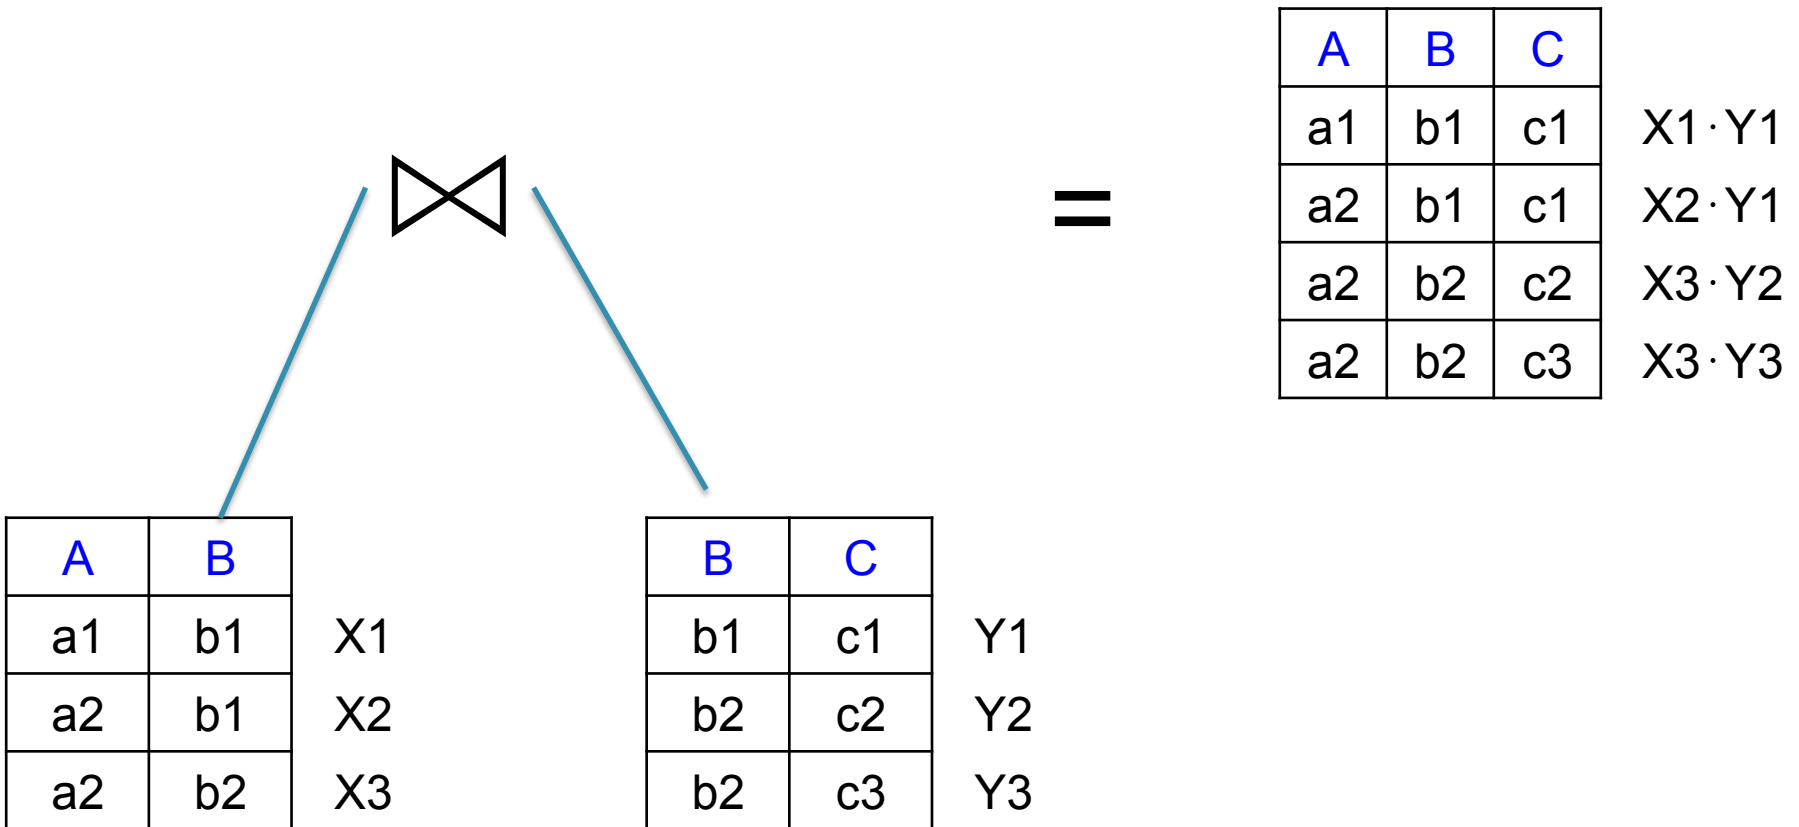 A B C
a1 b1 c1 X1·Y1
a2 b1 c1 X2·Y1
a2 b2 c2 X3·Y2
a2 b2 c3 X3·Y3
⋈ =
A B
a1 b1 X1
a2 b1 X2
a2 b2 X3
B C
b1 c1 Y1
b2 c2 Y2
b2 c3 Y3